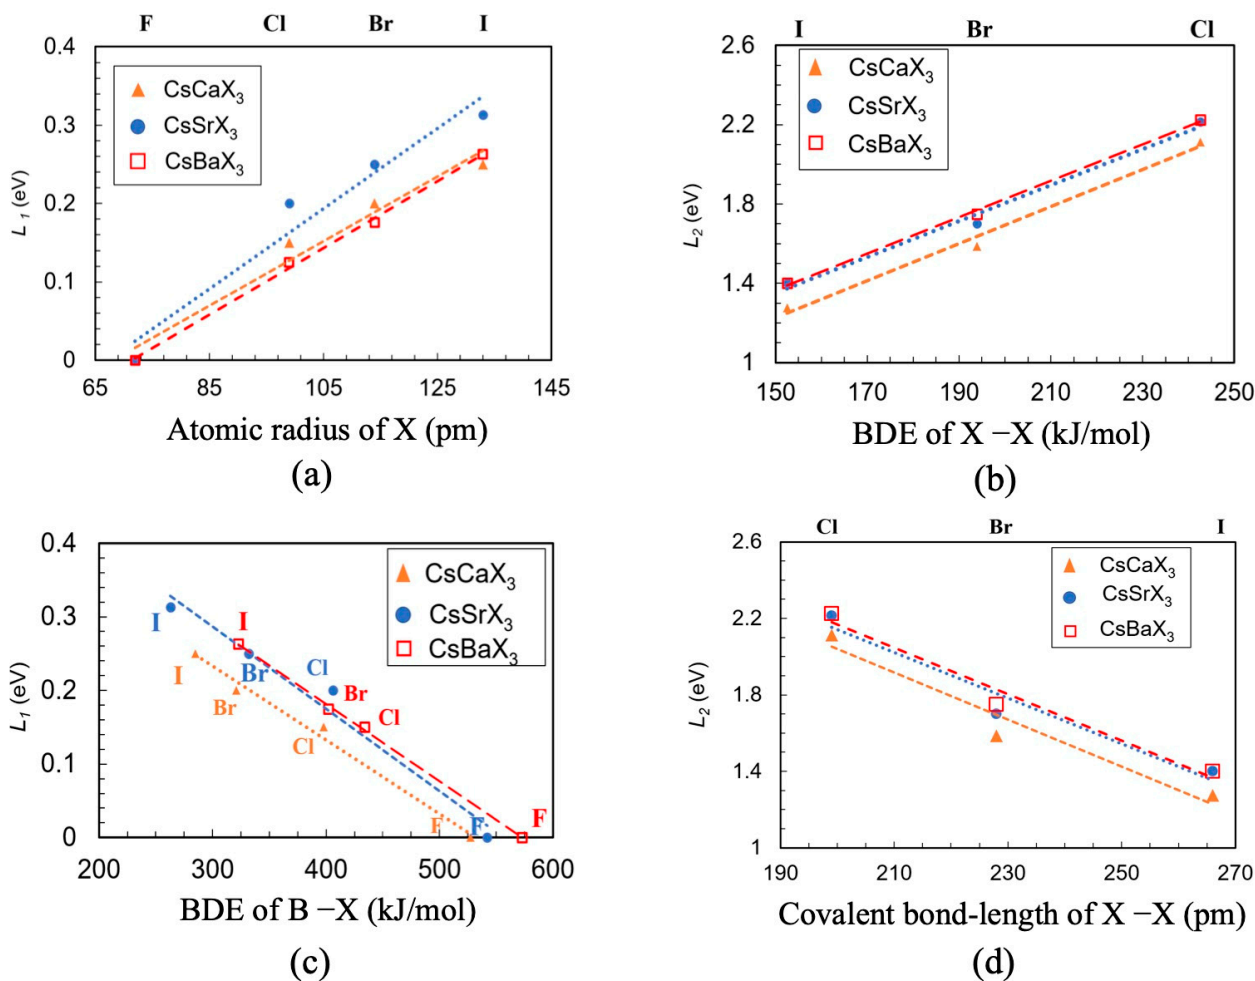 F Cl Br I
0.4
0.3
0.2
0.1
0
L₁ (eV)
CsCaX₃
CsSrX₃
CsBaX₃
65 85 105 125 145
Atomic radius of X (pm)
(a)
I Br Cl
2.6
2.2
1.8
1.4
1
L₂ (eV)
CsCaX₃
CsSrX₃
CsBaX₃
150 170 190 210 230 250
BDE of X −X (kJ/mol)
(b)
0.4
0.3
0.2
0.1
0
L₁ (eV)
CsCaX₃
CsSrX₃
CsBaX₃
I I
I Br Cl
Br Br
Cl Cl
F F F
200 300 400 500 600
BDE of B −X (kJ/mol)
(c)
Cl Br I
2.6
2.2
1.8
1.4
1
L₂ (eV)
CsCaX₃
CsSrX₃
CsBaX₃
190 210 230 250 270
Covalent bond-length of X −X (pm)
(d)